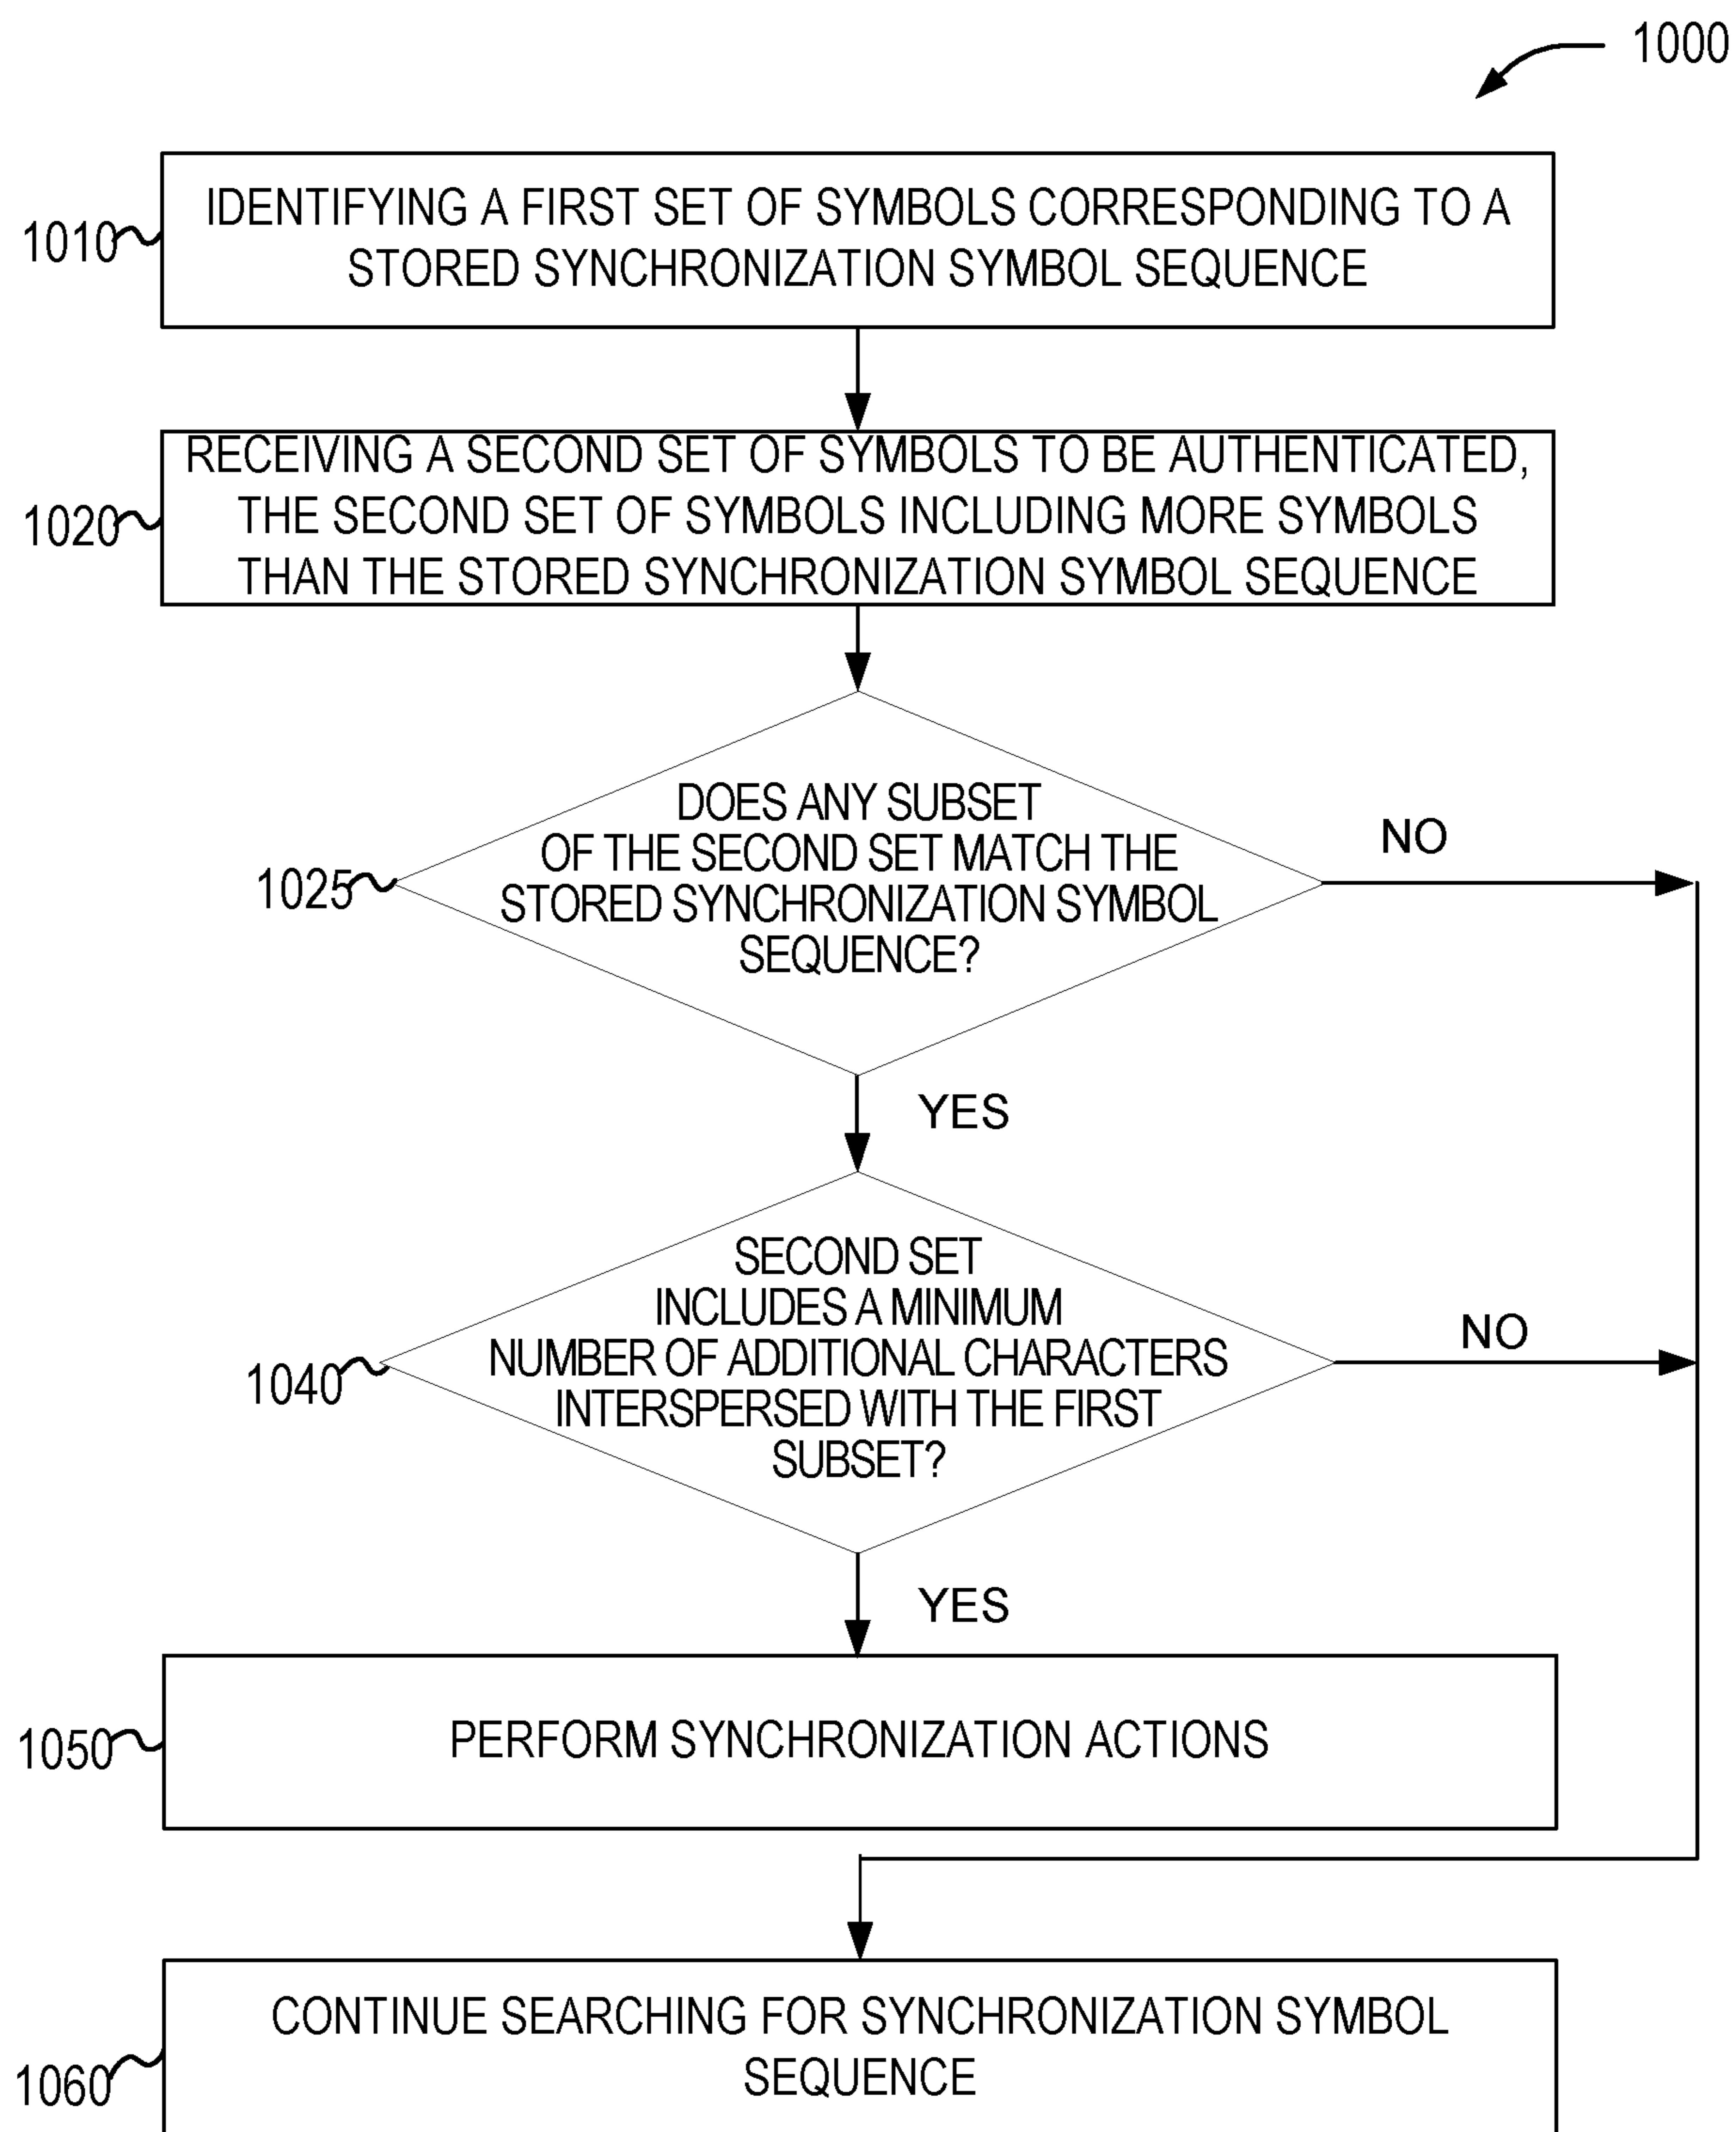 1000
1010
IDENTIFYING A FIRST SET OF SYMBOLS CORRESPONDING TO A
STORED SYNCHRONIZATION SYMBOL SEQUENCE
1020
RECEIVING A SECOND SET OF SYMBOLS TO BE AUTHENTICATED,
THE SECOND SET OF SYMBOLS INCLUDING MORE SYMBOLS
THAN THE STORED SYNCHRONIZATION SYMBOL SEQUENCE
1025
DOES ANY SUBSET
OF THE SECOND SET MATCH THE
STORED SYNCHRONIZATION SYMBOL
SEQUENCE?
NO
YES
1040
SECOND SET
INCLUDES A MINIMUM
NUMBER OF ADDITIONAL CHARACTERS
INTERSPERSED WITH THE FIRST
SUBSET?
NO
YES
1050
PERFORM SYNCHRONIZATION ACTIONS
1060
CONTINUE SEARCHING FOR SYNCHRONIZATION SYMBOL
SEQUENCE